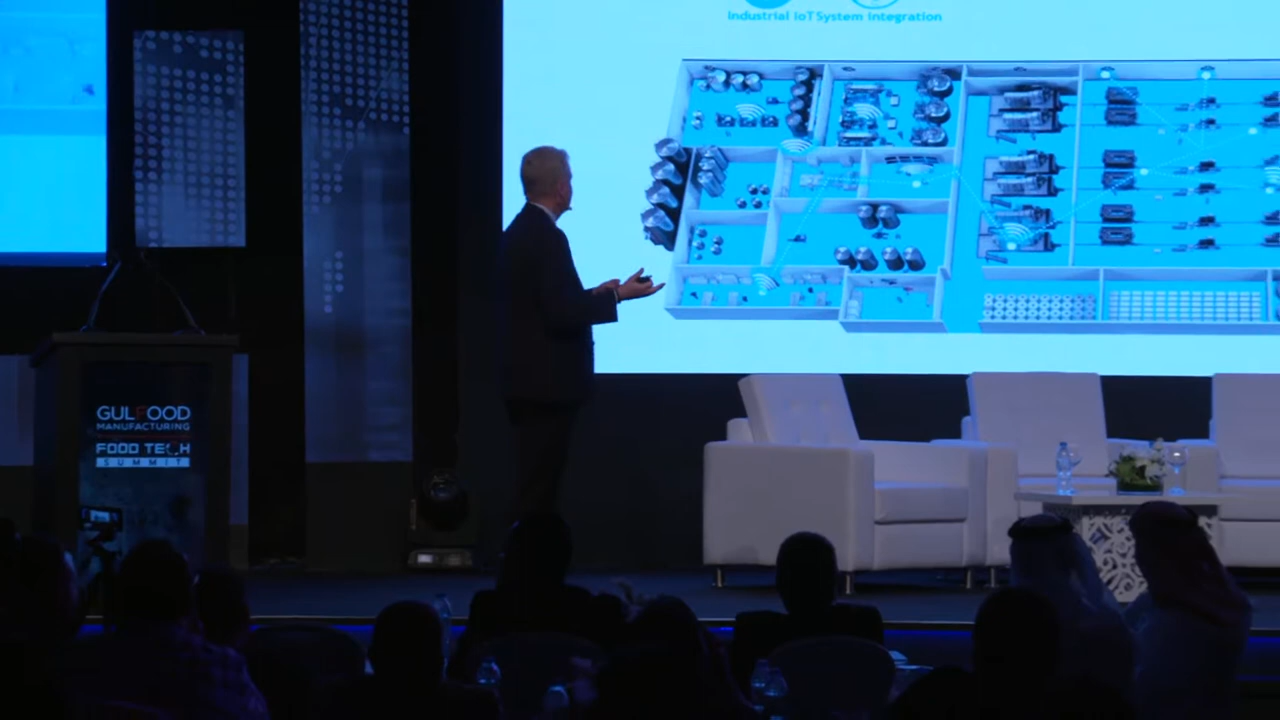 Industrial IoT System Integration
GULFOOD
MANUFACTURING
FOOD TECH
SUMMIT